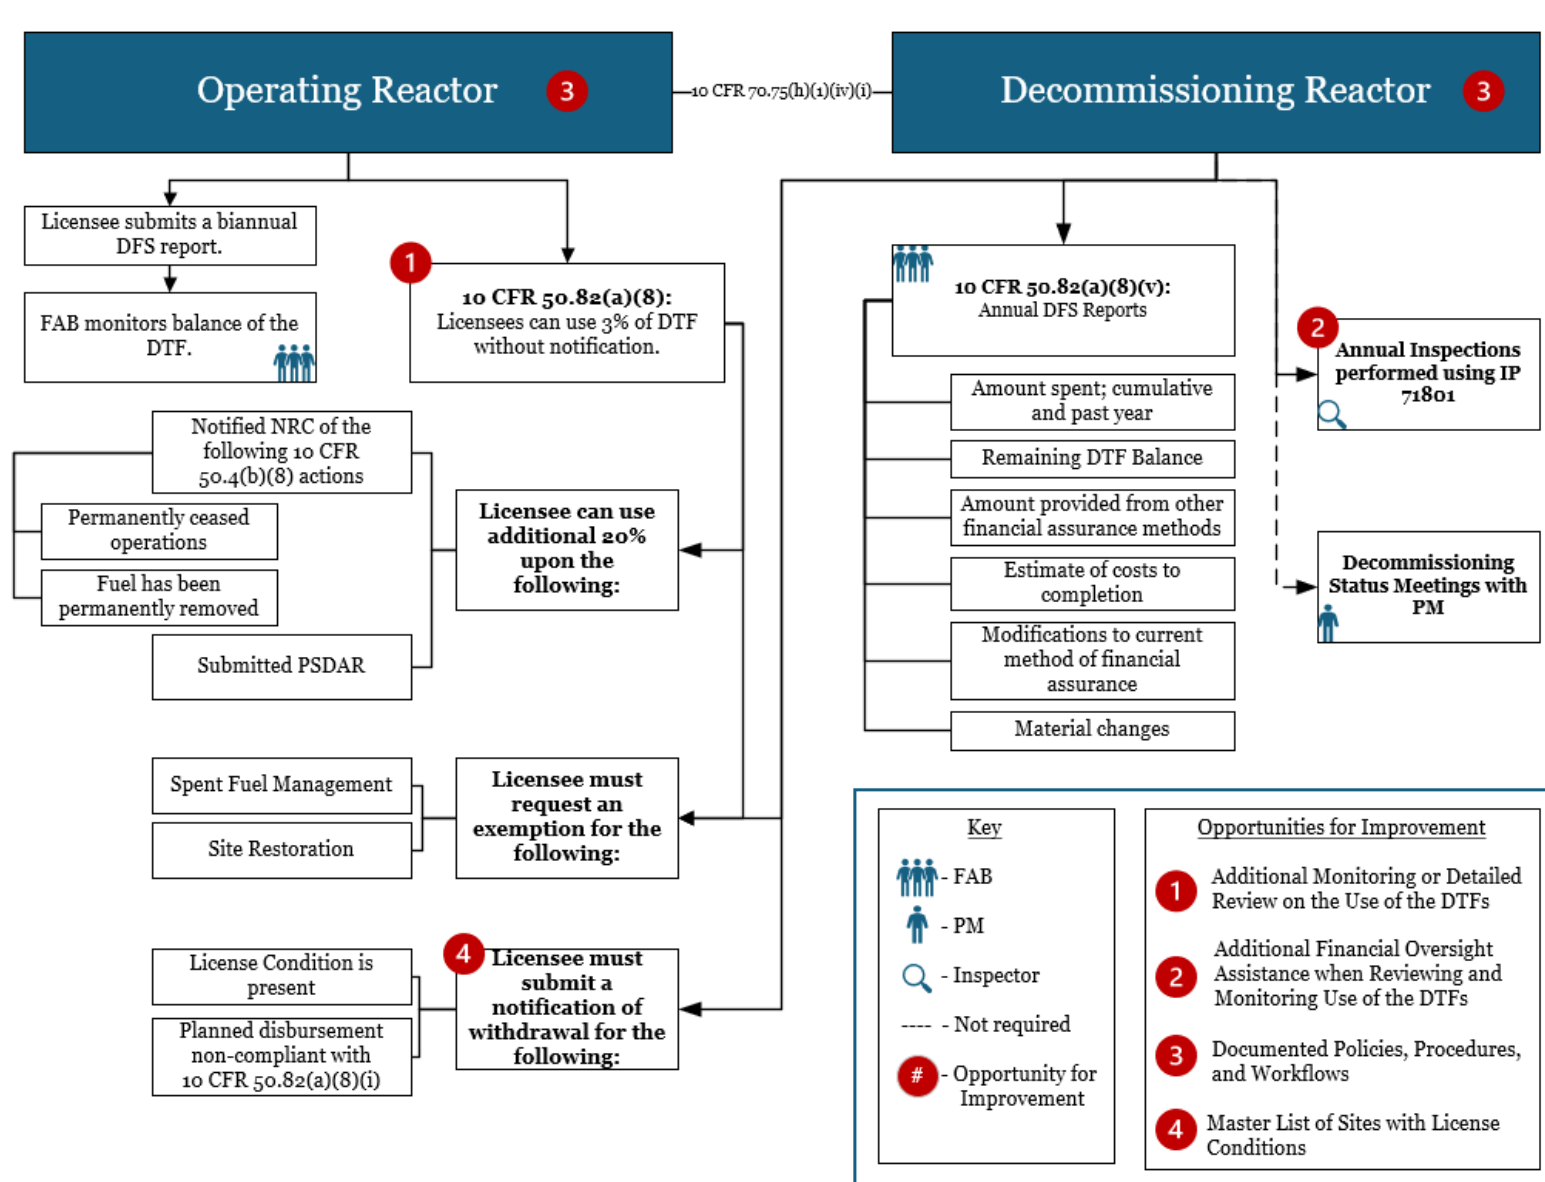 Operating Reactor 3
10 CFR 70.75(h)(1)(iv)(i)
Decommissioning Reactor 3
Licensee submits a biannual
DFS report.
FAB monitors balance of the
DTF.
1
10 CFR 50.82(a)(8):
Licensees can use 3% of DTF
without notification.
Notified NRC of the
following 10 CFR
50.4(b)(8) actions
Permanently ceased
operations
Fuel has been
permanently removed
Submitted PSDAR
Licensee can use
additional 20%
upon the
following:
Spent Fuel Management
Site Restoration
Licensee must
request an
exemption for the
following:
License Condition is
present
Planned disbursement
non-compliant with
10 CFR 50.82(a)(8)(i)
4
Licensee must
submit a
notification of
withdrawal for the
following:
10 CFR 50.82(a)(8)(v):
Annual DFS Reports
Amount spent; cumulative
and past year
Remaining DTF Balance
Amount provided from other
financial assurance methods
Estimate of costs to
completion
Modifications to current
method of financial
assurance
Material changes
2
Annual Inspections
performed using IP
71801
Decommissioning
Status Meetings with
PM
Key
- FAB
- PM
- Inspector
---- - Not required
# - Opportunity for
Improvement
Opportunities for Improvement
1 Additional Monitoring or Detailed
Review on the Use of the DTFs
2 Additional Financial Oversight
Assistance when Reviewing and
Monitoring Use of the DTFs
3 Documented Policies, Procedures,
and Workflows
4 Master List of Sites with License
Conditions